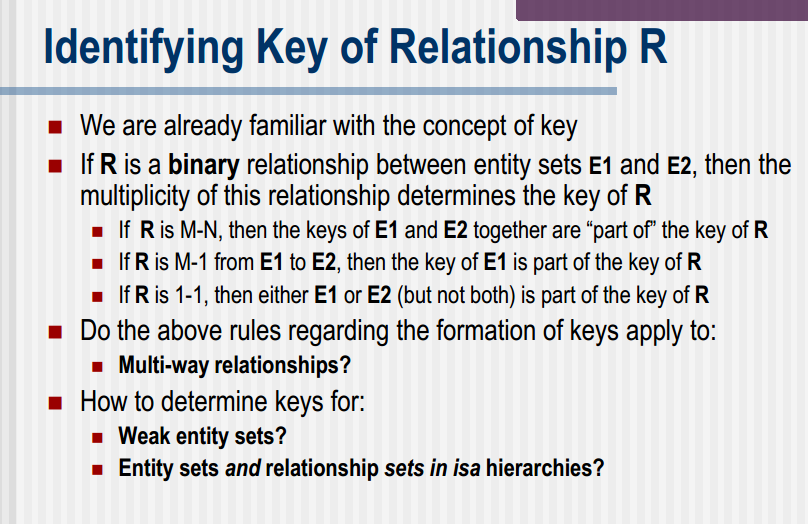 Identifying Key of Relationship R
We are already familiar with the concept of key
If R is a binary relationship between entity sets E1 and E2, then the
multiplicity of this relationship determines the key of R
If R is M-N, then the keys of E1 and E2 together are “part of” the key of R
If R is M-1 from E1 to E2, then the key of E1 is part of the key of R
If R is 1-1, then either E1 or E2 (but not both) is part of the key of R
Do the above rules regarding the formation of keys apply to:
Multi-way relationships?
How to determine keys for:
Weak entity sets?
Entity sets and relationship sets in isa hierarchies?